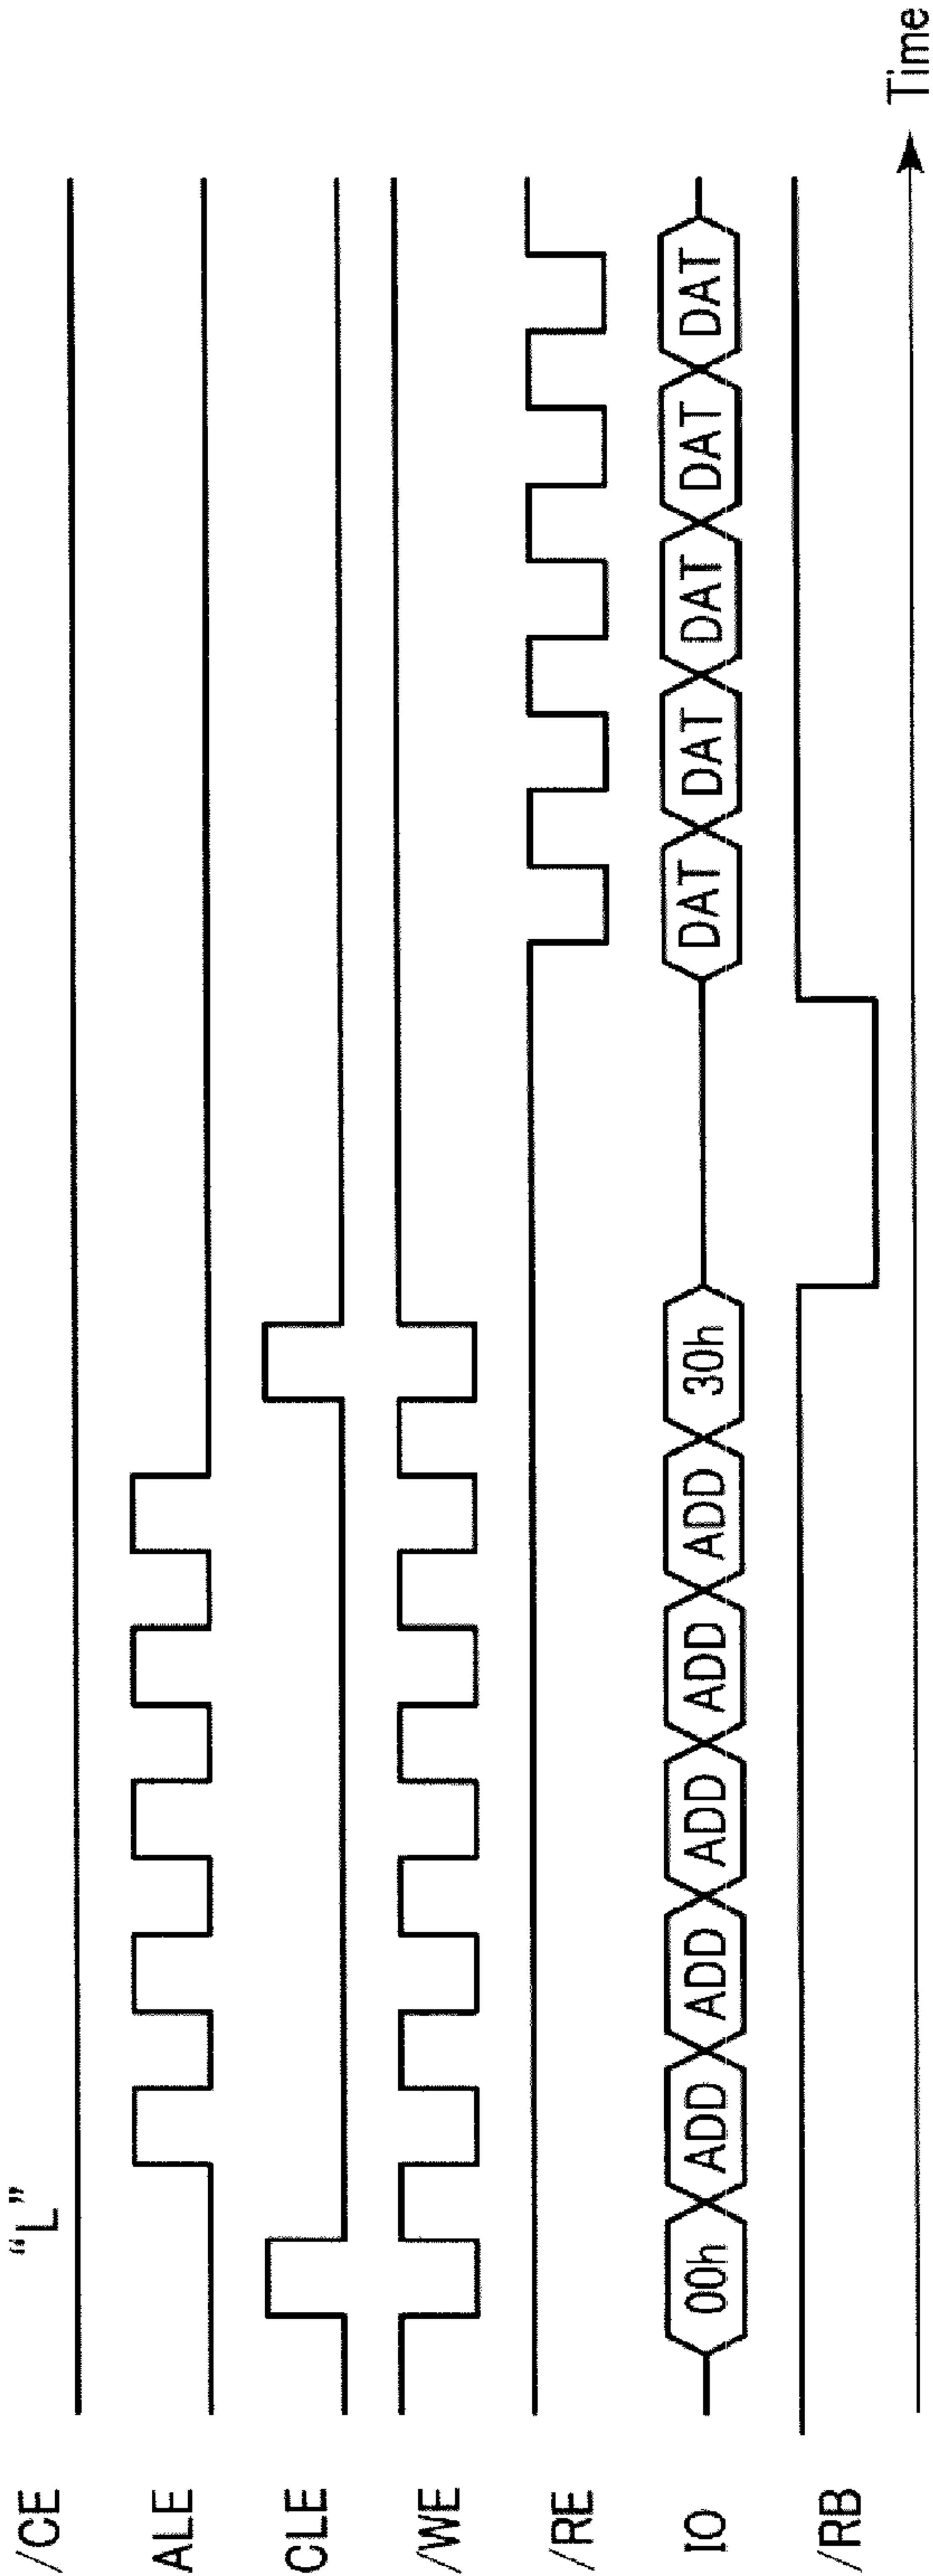 /CE "L"
ALE
CLE
/WE
/RE
IO 00h ADD ADD ADD ADD ADD 30h DAT DAT DAT DAT DAT
/RB
Time